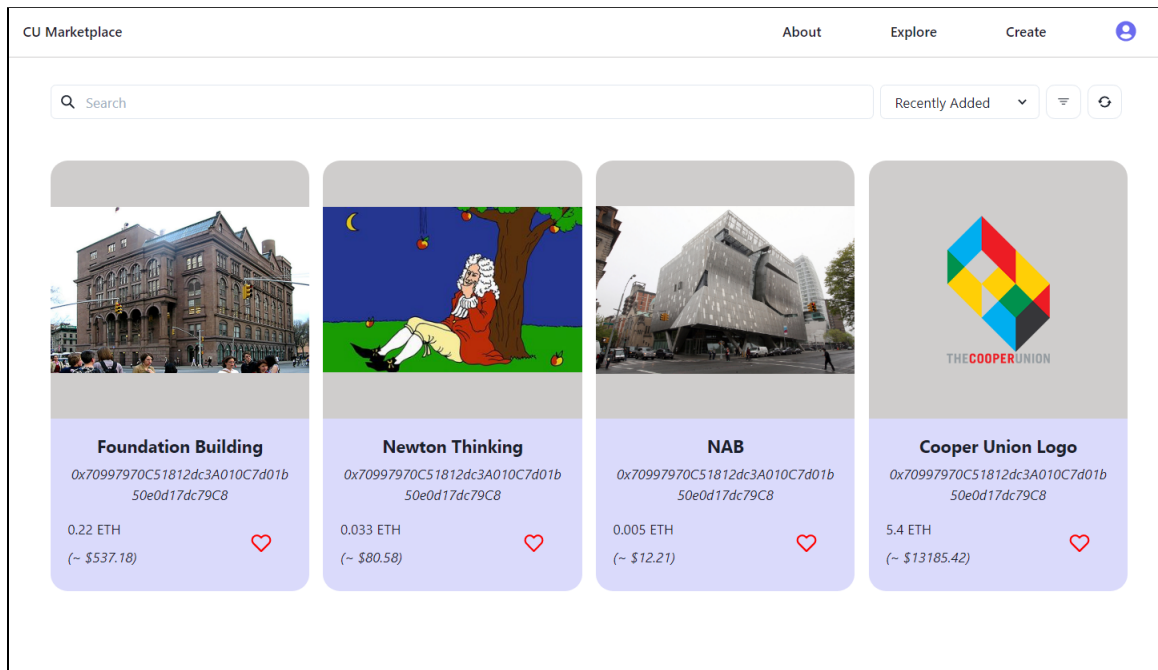 CU Marketplace
About
Explore
Create
Search
Recently Added
THECOOPERUNION
Foundation Building
0x70997970C51812dc3A010C7d01b
50e0d17dc79C8
0.22 ETH
(~ $537.18)
Newton Thinking
0x70997970C51812dc3A010C7d01b
50e0d17dc79C8
0.033 ETH
(~ $80.58)
NAB
0x70997970C51812dc3A010C7d01b
50e0d17dc79C8
0.005 ETH
(~ $12.21)
Cooper Union Logo
0x70997970C51812dc3A010C7d01b
50e0d17dc79C8
5.4 ETH
(~ $13185.42)